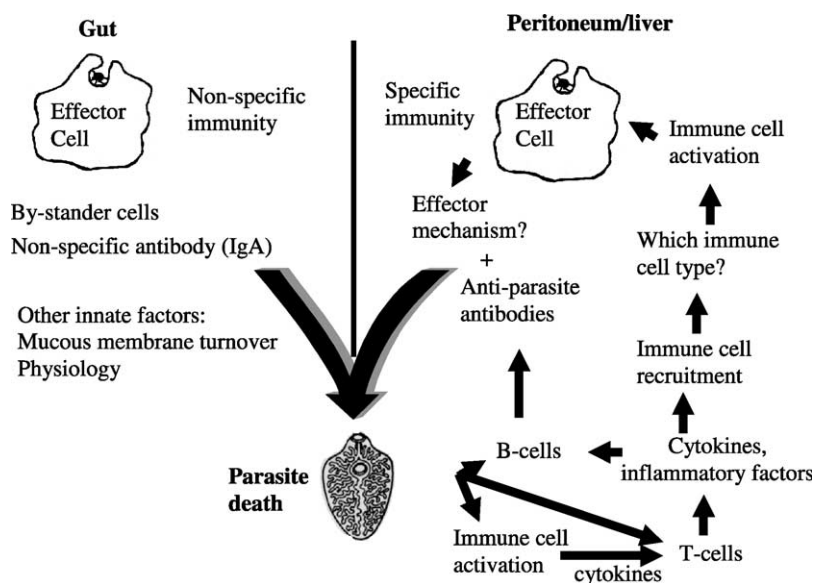 Gut
Effector
Cell
Non-specific
immunity
By-stander cells
Non-specific antibody (IgA)
Other innate factors:
Mucous membrane turnover
Physiology
Parasite
death
Peritoneum/liver
Specific
immunity
Effector
Cell
Immune cell
activation
Effector
mechanism?
+
Anti-parasite
antibodies
Which immune
cell type?
Immune cell
recruitment
B-cells
Cytokines,
inflammatory factors
Immune cell
activation
cytokines
T-cells